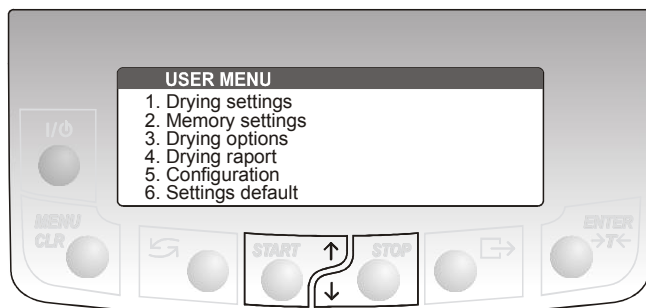 USER MENU
1. Drying settings
2. Memory settings
3. Drying options
4. Drying raport
5. Configuration
6. Settings default
I/⏻
MENU
CLR
START
STOP
ENTER
→T←